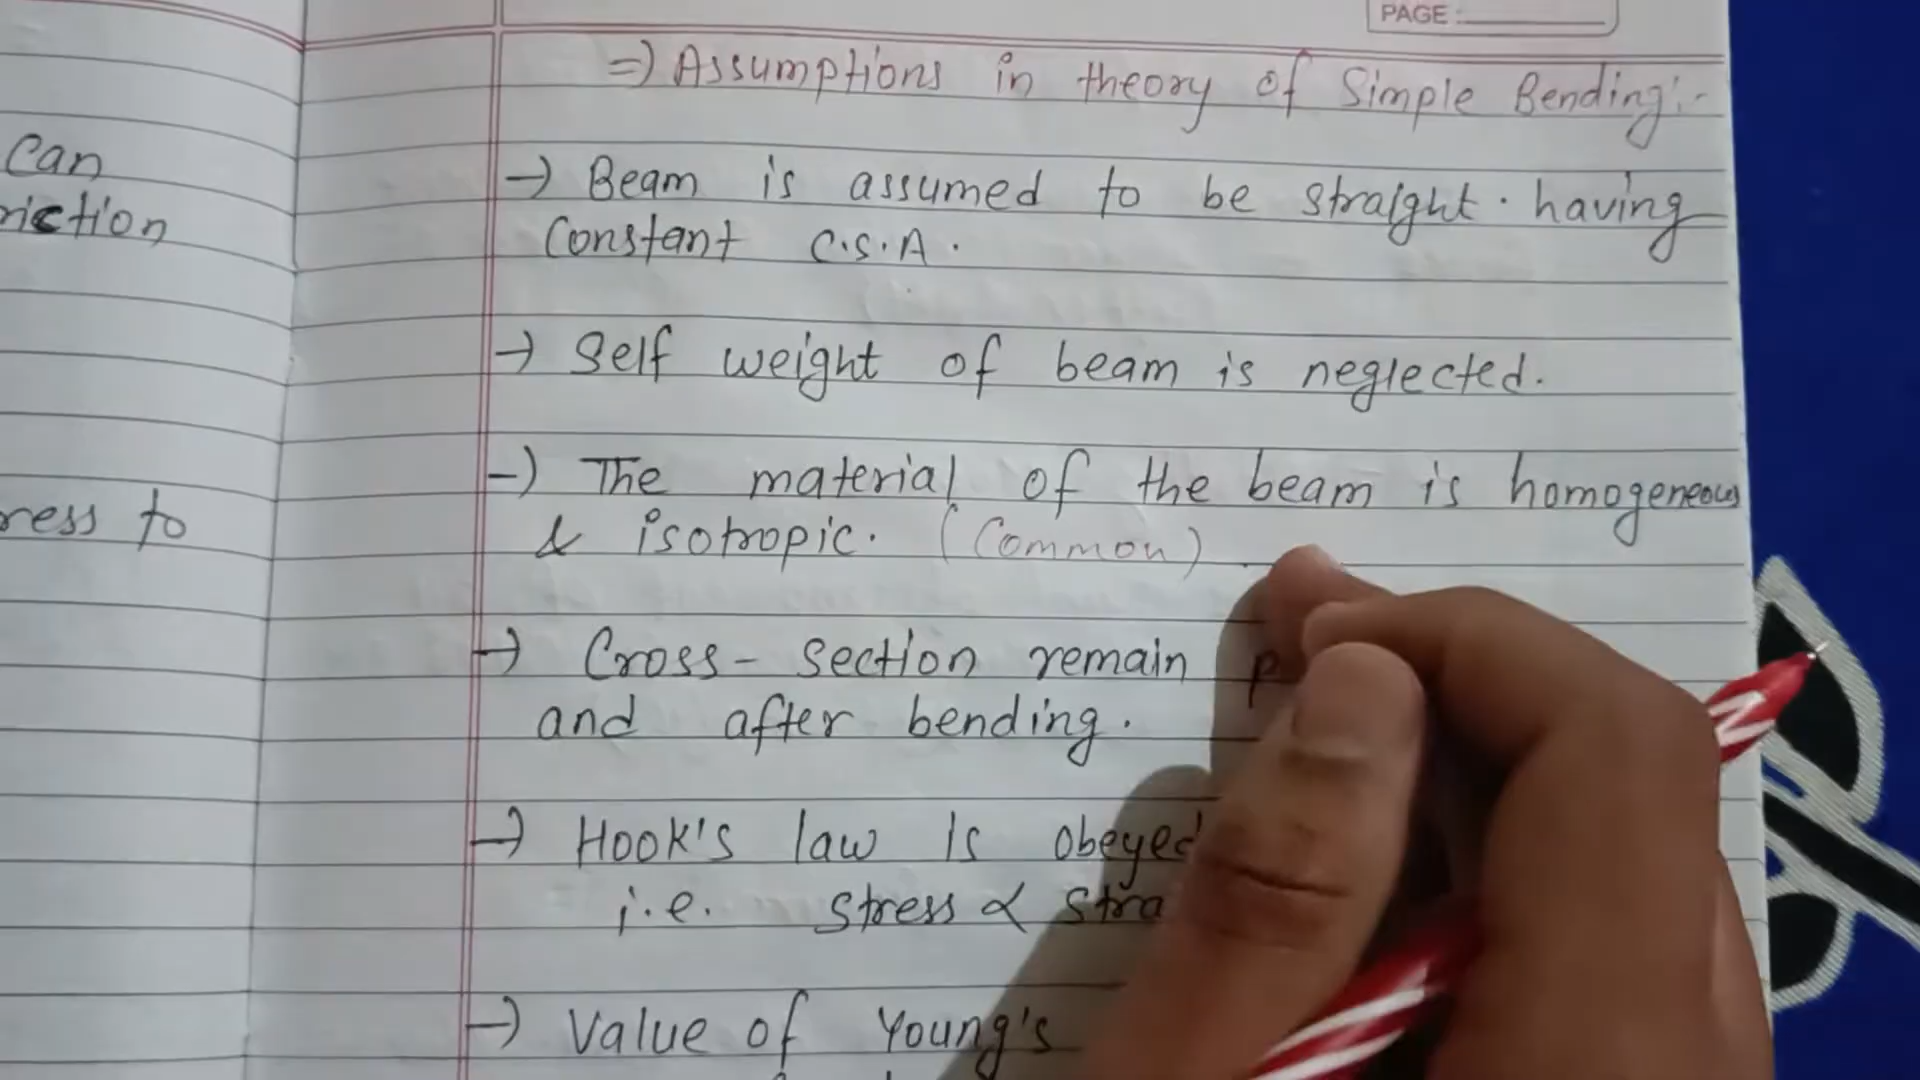 PAGE:
=) Assumptions in theory of Simple Bending:-
can
→ Beam is assumed to be straight. having
riction
Constant C.S.A.
→ Self weight of beam is neglected.
-) The material of the beam is homogeneous
ress to
& isotropic. (Common)
→ Cross-section remain p
and after bending.
→ Hook's law is obeyed
i.e. stress ∝ stra
→ Value of Young's